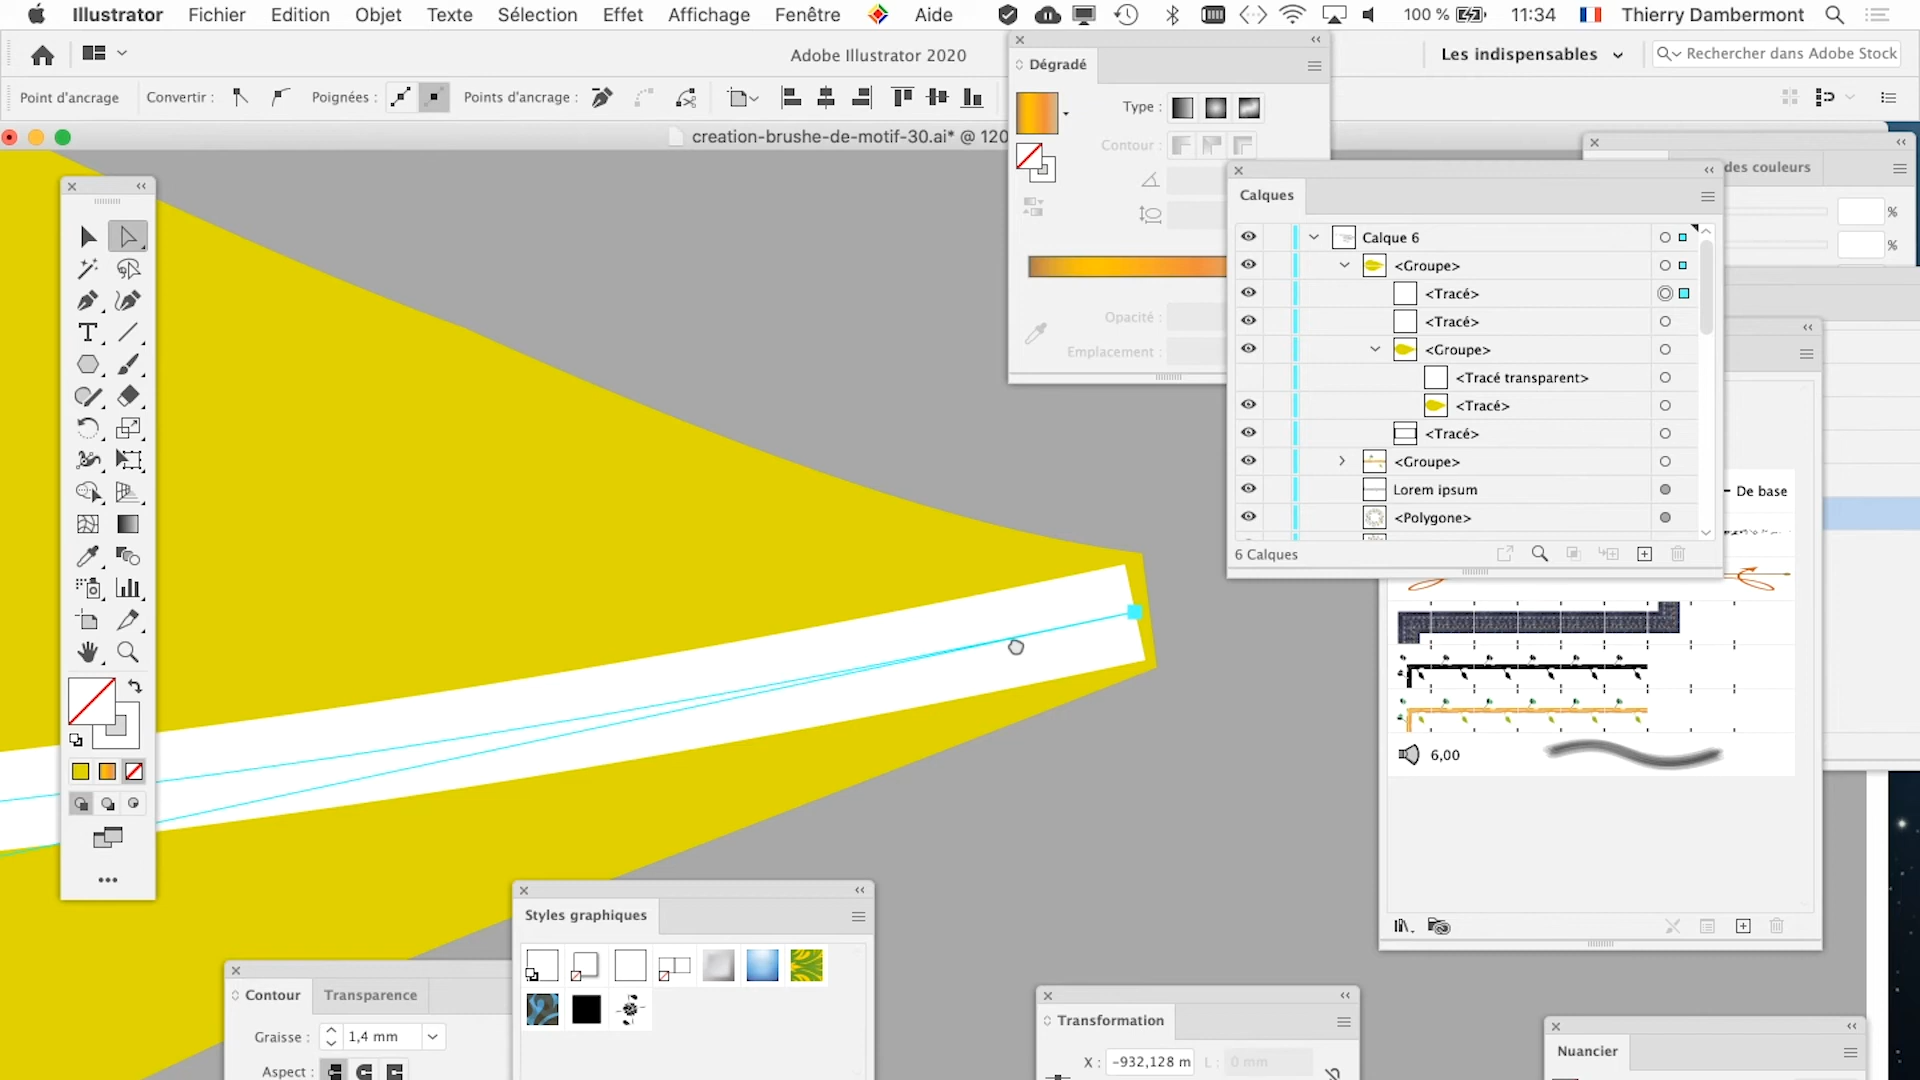 Illustrator Fichier Edition Objet Texte Sélection Effet Affichage Fenêtre Aide 100 % 11:34 Thierry Dambermont
Adobe Illustrator 2020
Les indispensables
Rechercher dans Adobe Stock
Point d'ancrage Convertir : Poignées : Points d'ancrage :
creation-brushe-de-motif-30.ai* @ 120
Dégradé
Type :
Contour :
Opacité :
Emplacement :
des couleurs
%
%
Calques
Calque 6
<Groupe>
<Tracé>
<Tracé>
<Groupe>
<Tracé transparent>
<Tracé>
<Tracé>
<Groupe>
Lorem ipsum
<Polygone>
6 Calques
De base
6,00
Styles graphiques
Contour Transparence
Graisse : 1,4 mm
Aspect :
Transformation
X : -932,128 m L : 0 mm
Nuancier